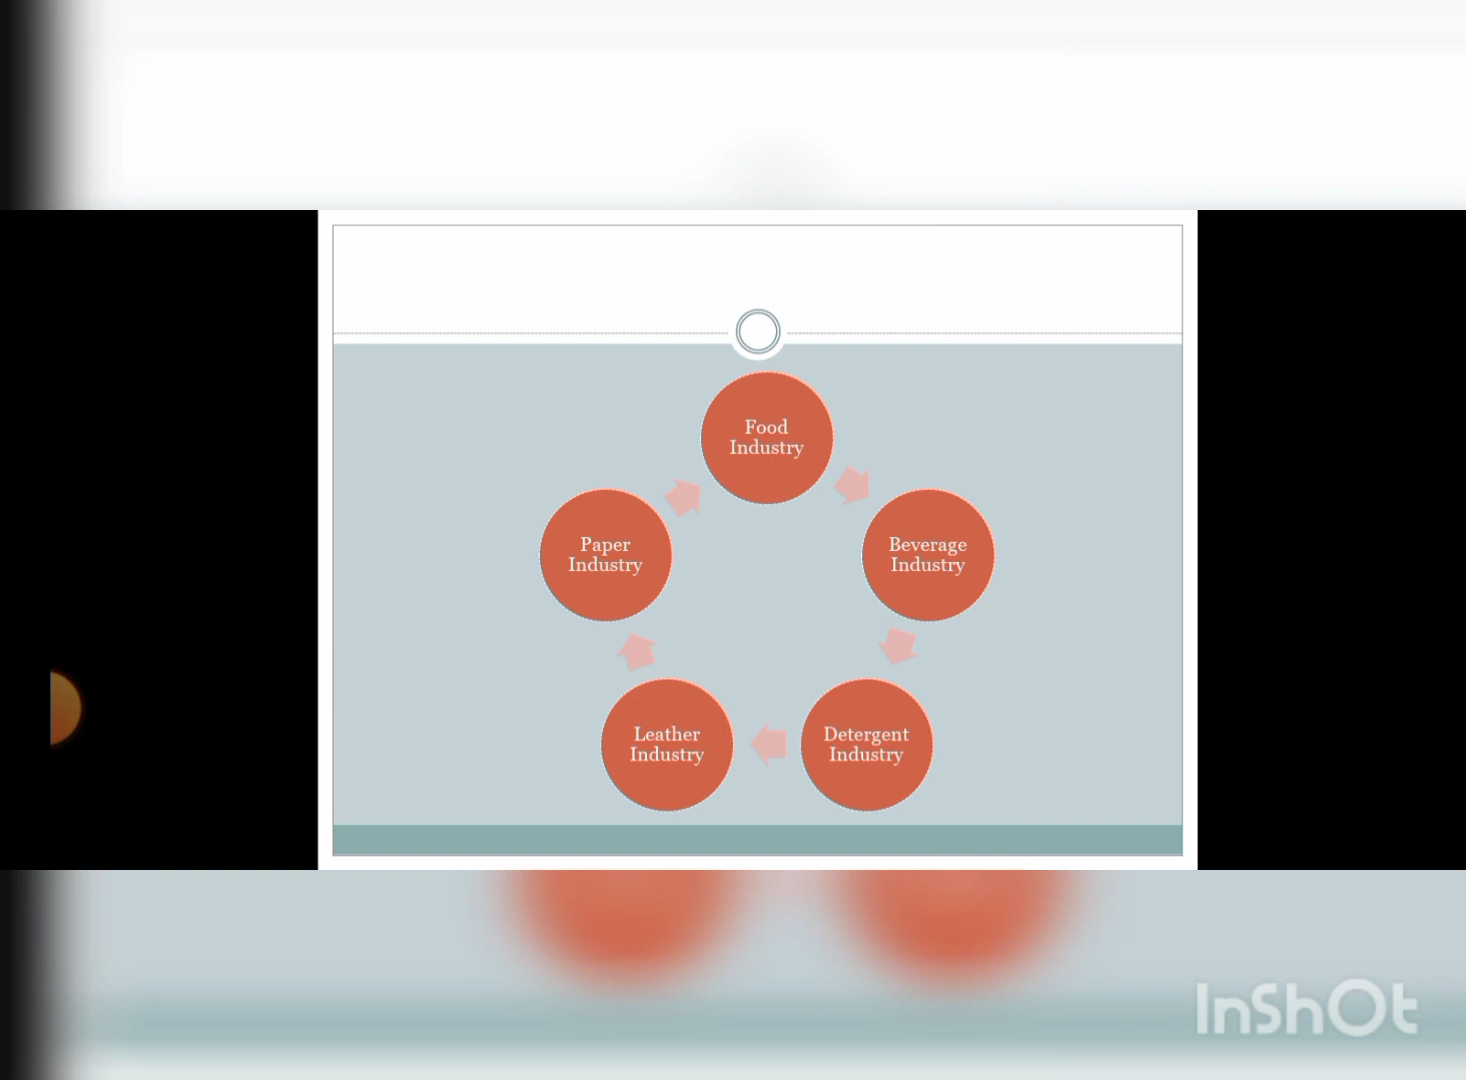 Food
Industry
Beverage
Industry
Detergent
Industry
Leather
Industry
Paper
Industry
InShOt